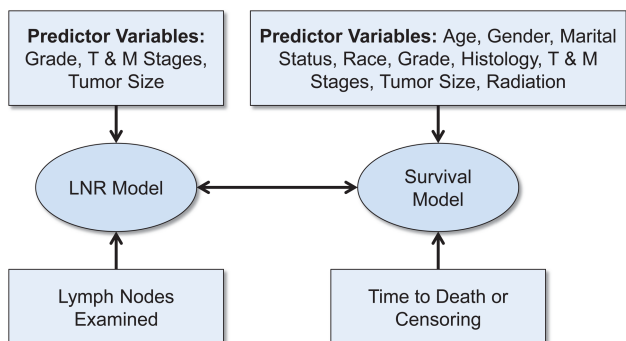 Predictor Variables:
Grade, T & M Stages,
Tumor Size
Predictor Variables: Age, Gender, Marital
Status, Race, Grade, Histology, T & M
Stages, Tumor Size, Radiation
LNR Model
Survival
Model
Lymph Nodes
Examined
Time to Death or
Censoring